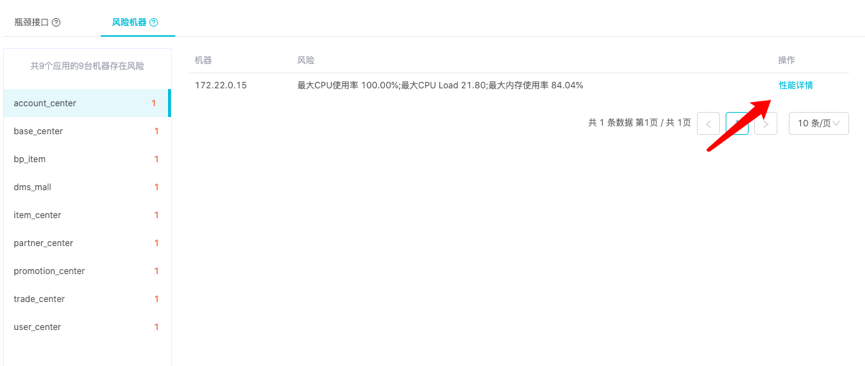 瓶颈接口
风险机器
共9个应用的9台机器存在风险
account_center 1
base_center 1
bp_item 1
dms_mall 1
item_center 1
partner_center 1
promotion_center 1
trade_center 1
user_center 1
机器 风险 操作
172.22.0.15 最大CPU使用率 100.00%;最大CPU Load 21.80;最大内存使用率 84.04% 性能详情
共 1 条数据 第1页 / 共 1页 10 条/页